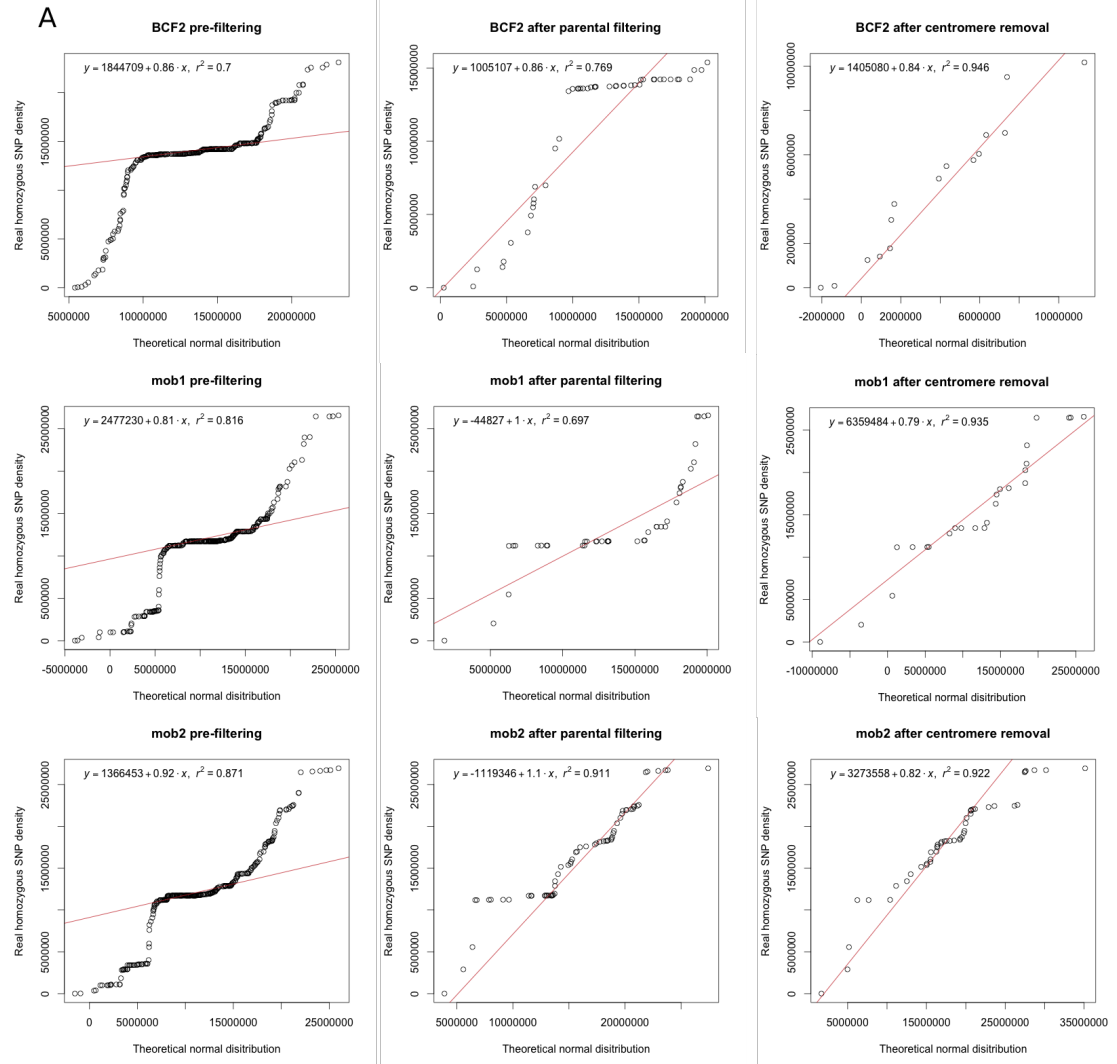 A
BCF2 pre-filtering
y = 1844709 + 0.86 · x, r² = 0.7
Real homozygous SNP density
0
5000000
15000000
5000000 10000000 15000000 20000000
Theoretical normal disitribution
BCF2 after parental filtering
y = 1005107 + 0.86 · x, r² = 0.769
Real homozygous SNP density
0
5000000
10000000
15000000
0 5000000 10000000 15000000 20000000
Theoretical normal disitribution
BCF2 after centromere removal
y = 1405080 + 0.84 · x, r² = 0.946
Real homozygous SNP density
0
2000000
6000000
10000000
-2000000 0 2000000 6000000 10000000
Theoretical normal disitribution
mob1 pre-filtering
y = 2477230 + 0.81 · x, r² = 0.816
Real homozygous SNP density
0
5000000
15000000
25000000
-5000000 0 5000000 15000000 25000000
Theoretical normal disitribution
mob1 after parental filtering
y = -44827 + 1 · x, r² = 0.697
Real homozygous SNP density
0
5000000
15000000
25000000
5000000 10000000 15000000 20000000
Theoretical normal disitribution
mob1 after centromere removal
y = 6359484 + 0.79 · x, r² = 0.935
Real homozygous SNP density
0
5000000
15000000
25000000
-10000000 0 5000000 15000000 25000000
Theoretical normal disitribution
mob2 pre-filtering
y = 1366453 + 0.92 · x, r² = 0.871
Real homozygous SNP density
0
5000000
15000000
25000000
0 5000000 15000000 25000000
Theoretical normal disitribution
mob2 after parental filtering
y = -1119346 + 1.1 · x, r² = 0.911
Real homozygous SNP density
0
5000000
15000000
25000000
5000000 10000000 20000000
Theoretical normal disitribution
mob2 after centromere removal
y = 3273558 + 0.82 · x, r² = 0.922
Real homozygous SNP density
0
5000000
15000000
25000000
5000000 15000000 25000000 35000000
Theoretical normal disitribution